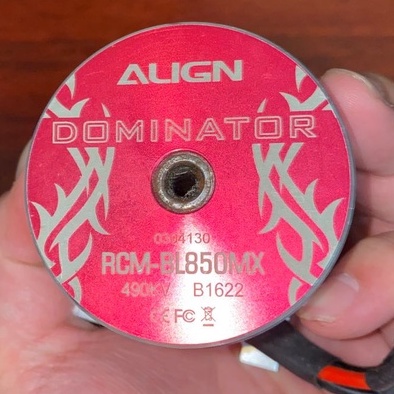 ALIGN
DOMINATOR
0304130
RCM-BL850MX
490KV B1622
CE FC